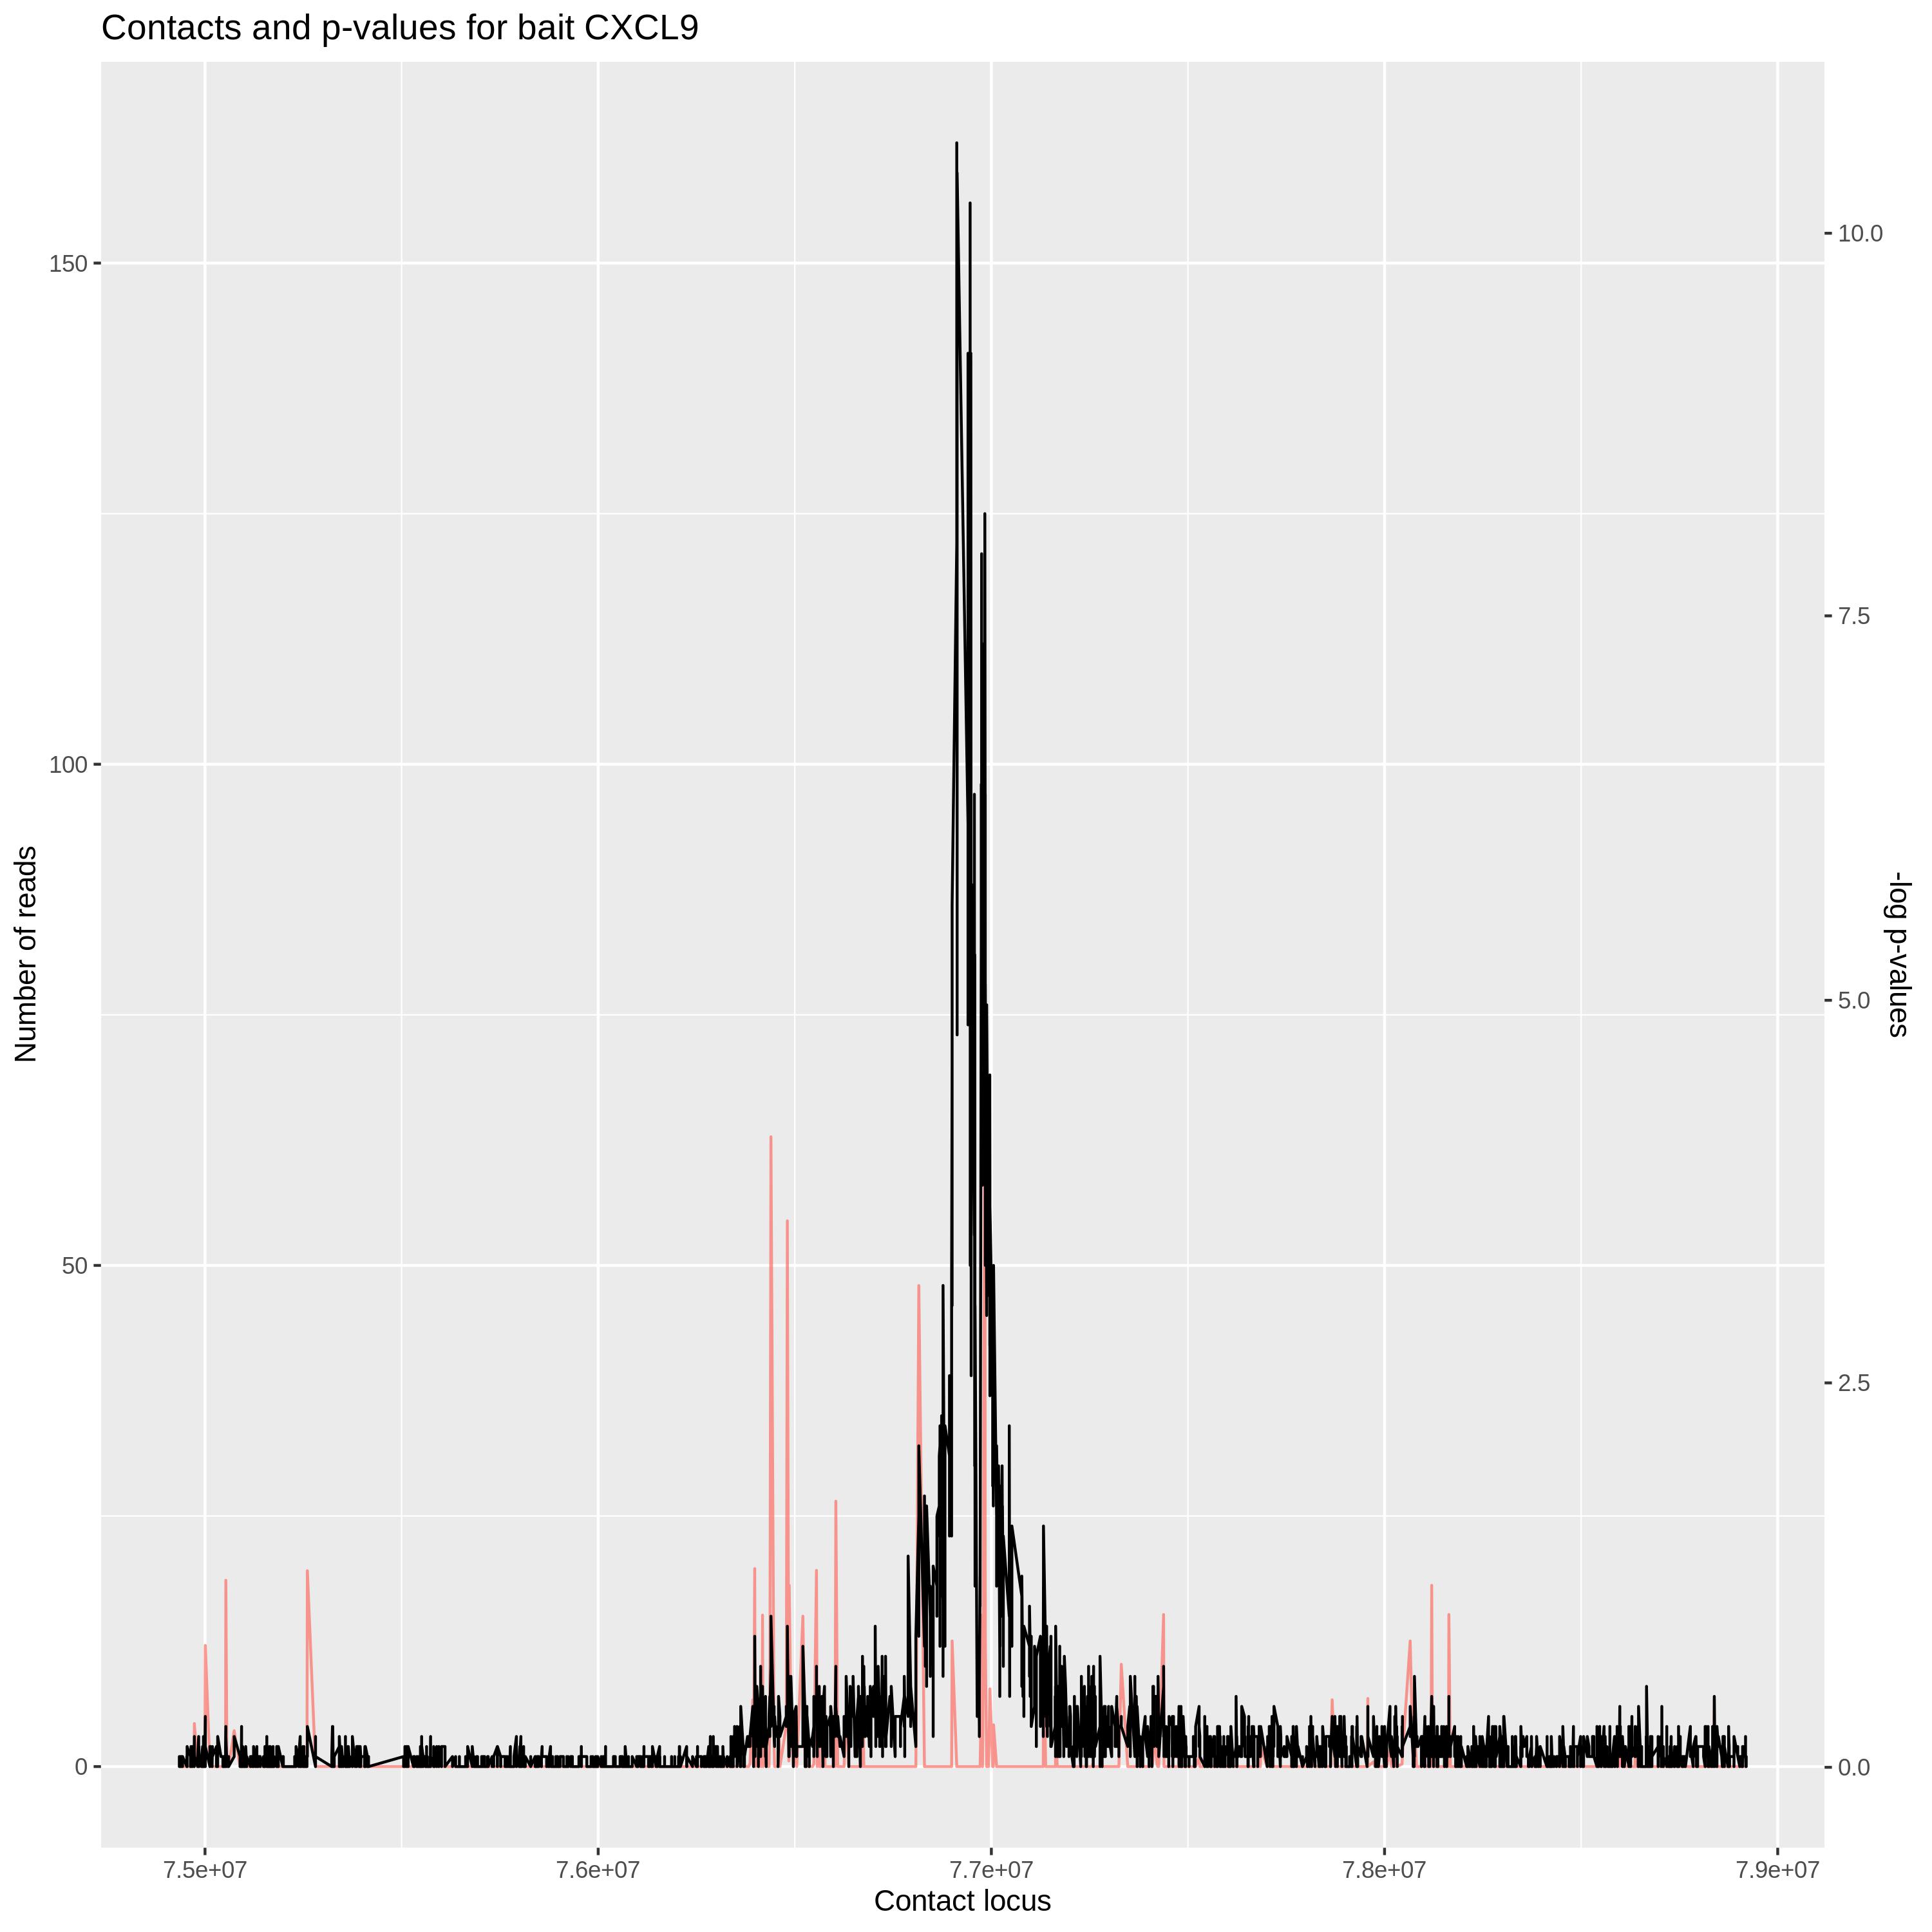 Contacts and p-values for bait CXCL9
150
100
50
0
Number of reads
10.0
7.5
5.0
2.5
0.0
-log p-values
7.5e+07 7.6e+07 7.7e+07 7.8e+07 7.9e+07
Contact locus